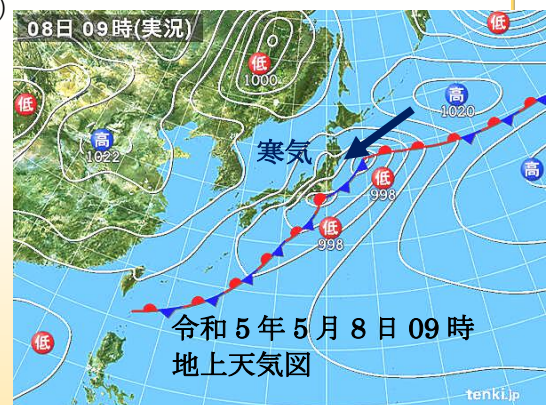 )
08日 09時(実況)
低
低
1000
低
高
1022
高
1020
寒気
高
低
998
低
998
低
令和 5 年 5 月 8 日 09 時
地上天気図
tenki.jp